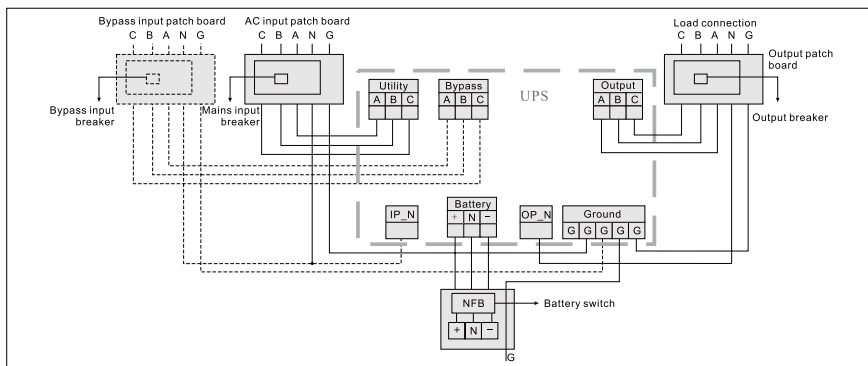 Bypass input patch board
AC input patch board
Load connection
C B A N G
C B A N G
C B A N G
Output patch board
Utility
Bypass
UPS
Output
A B C
A B C
A B C
Bypass input breaker
Mains input breaker
Output breaker
IP_N
Battery
+ N −
OP_N
Ground
G G G G G
NFB
Battery switch
+ N −
G